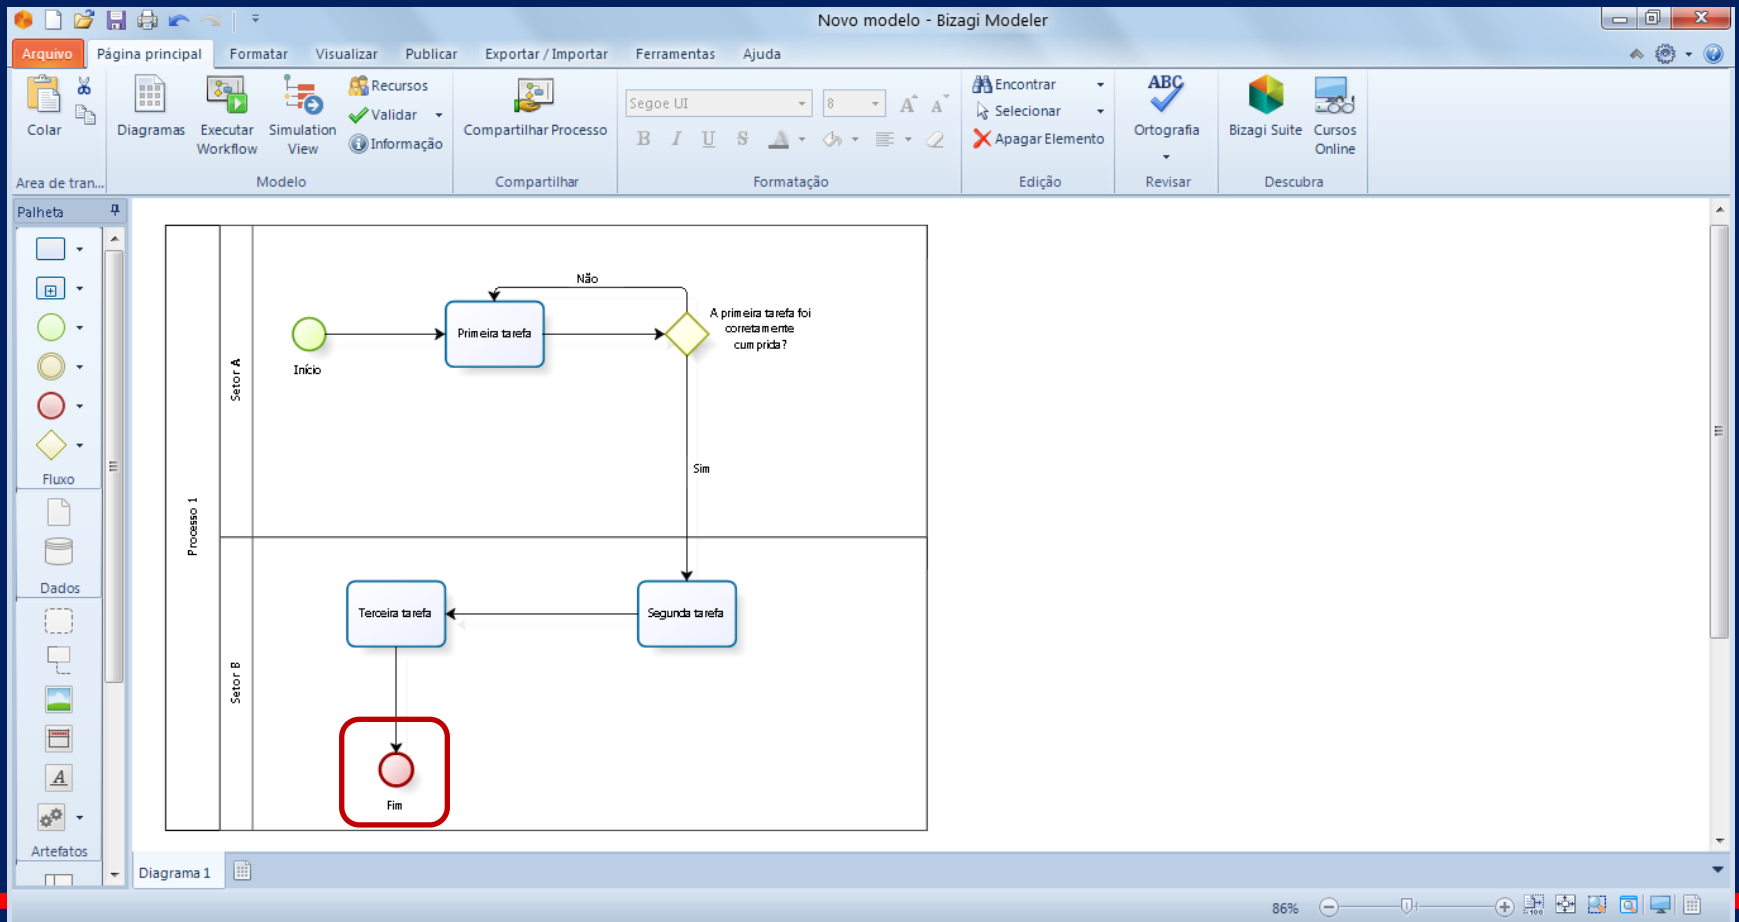 Novo modelo - Bizagi Modeler
Arquivo
Página principal
Formatar
Visualizar
Publicar
Exportar / Importar
Ferramentas
Ajuda
Colar
Area de tran...
Diagramas
Executar
Workflow
Simulation
View
Recursos
Validar
Informação
Modelo
Compartilhar Processo
Compartilhar
Segoe UI
8
A A
B I U S A
Formatação
Encontrar
Selecionar
Apagar Elemento
Edição
ABC
Ortografia
Revisar
Bizagi Suite
Cursos
Online
Descubra
Palheta
Fluxo
Dados
A
Artefatos
Processo 1
Setor A
Início
Primeira tarefa
Não
A primeira tarefa foi
corretamente
cumprida?
Sim
Setor B
Terceira tarefa
Segunda tarefa
Fim
Diagrama 1
86%
100